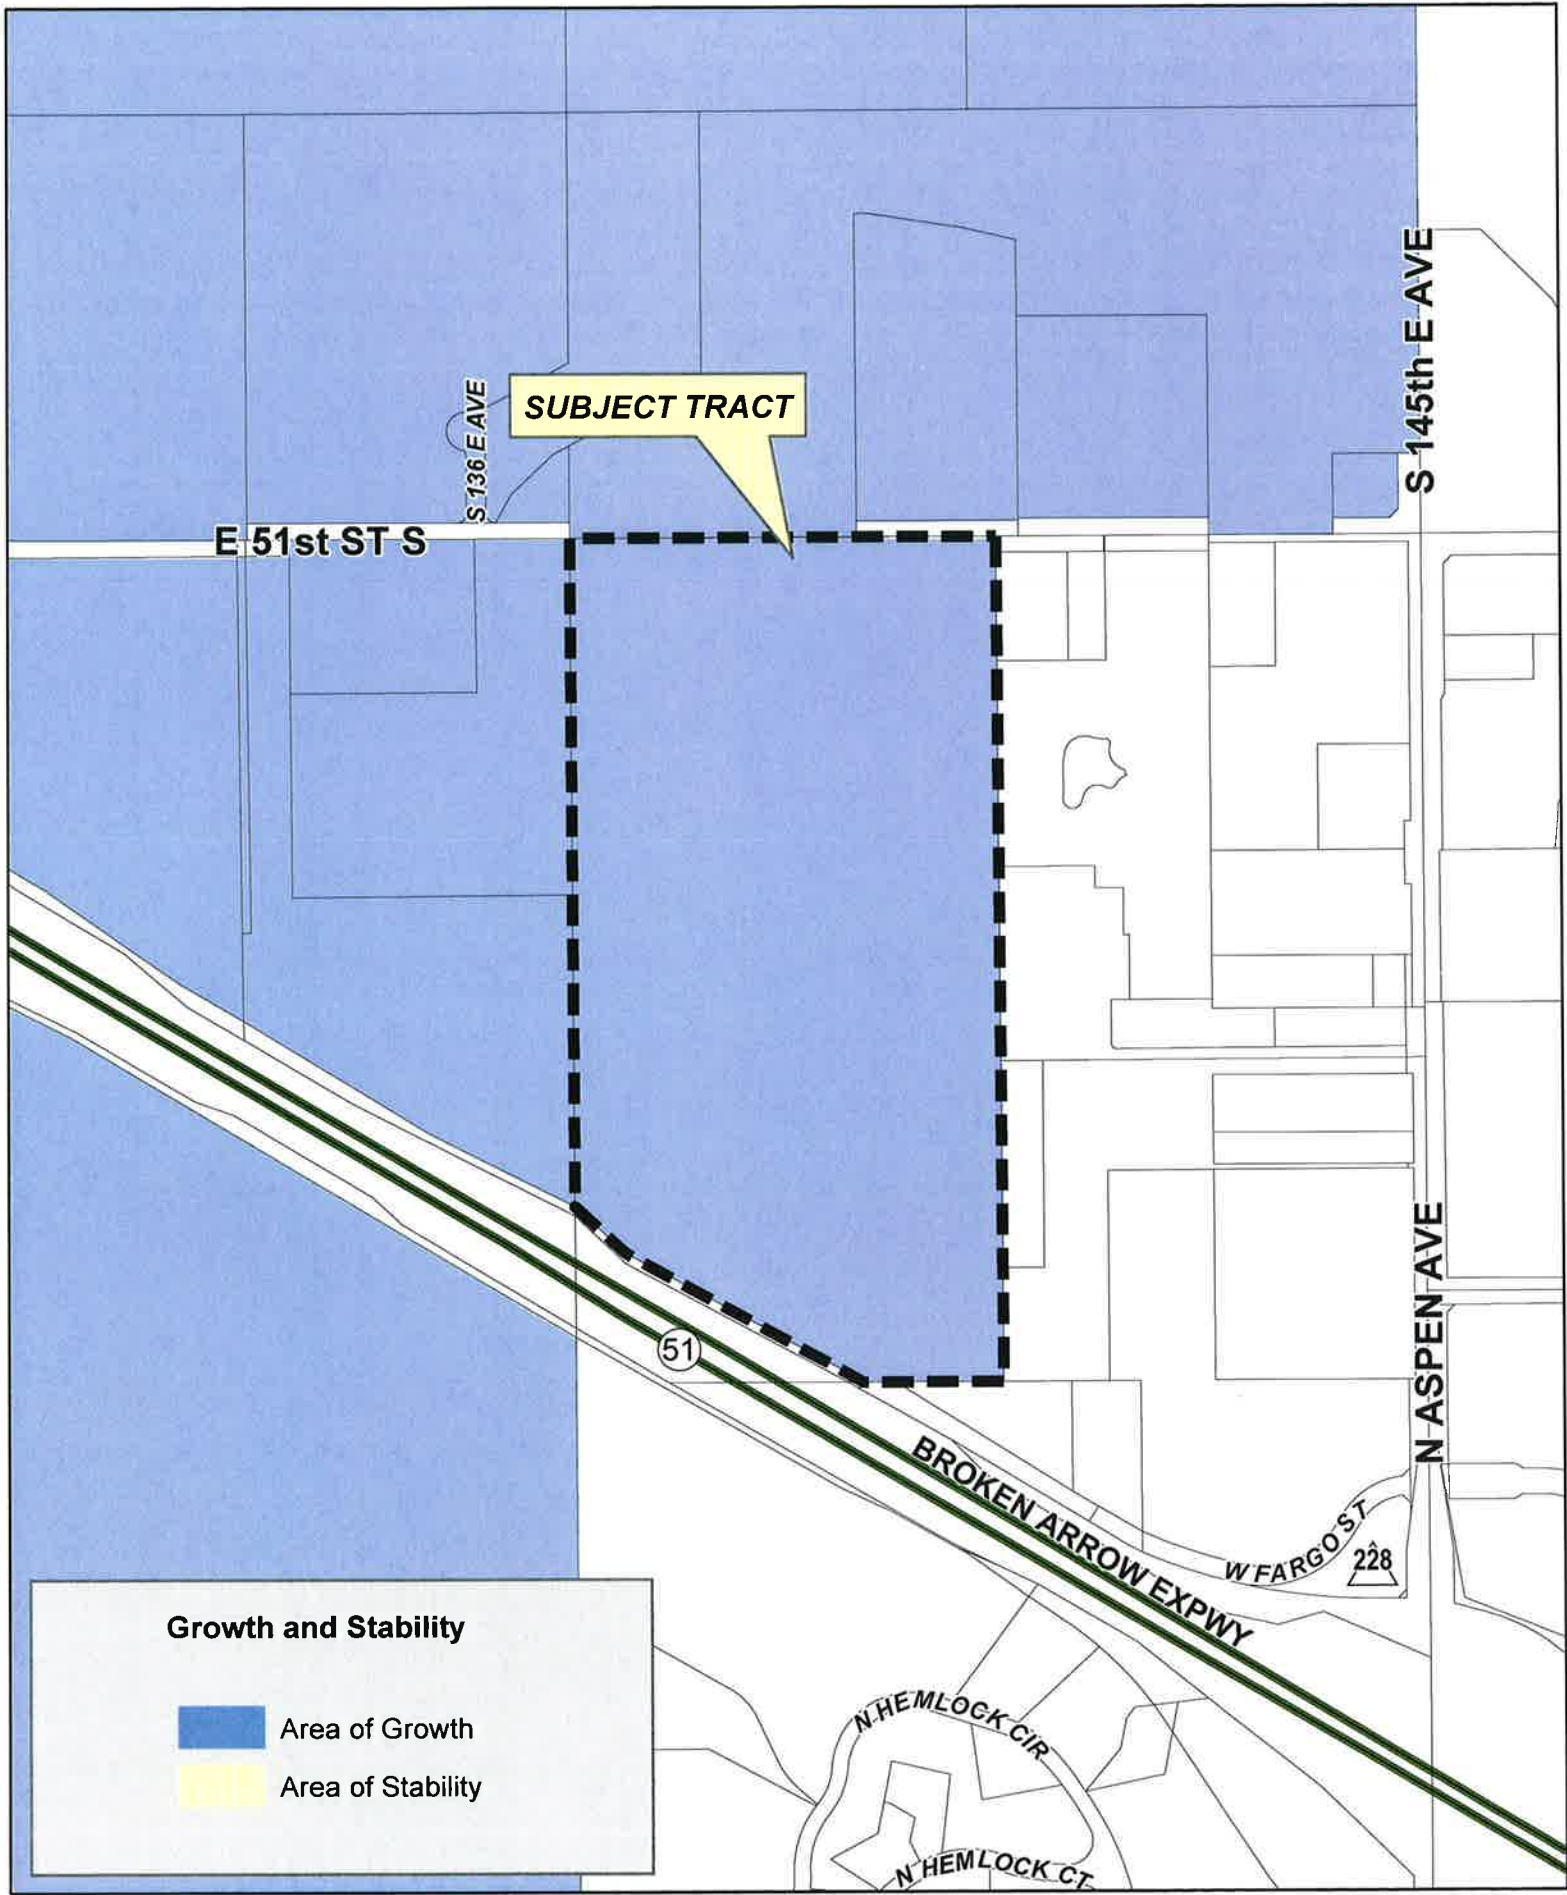 S 145th E AVE
S 136 E AVE
SUBJECT TRACT
E 51st ST S
51
N ASPEN AVE
BROKEN ARROW EXPWY
W FARGO ST
228
Growth and Stability
Area of Growth
Area of Stability
N HEMLOCK CIR
N HEMLOCK CT